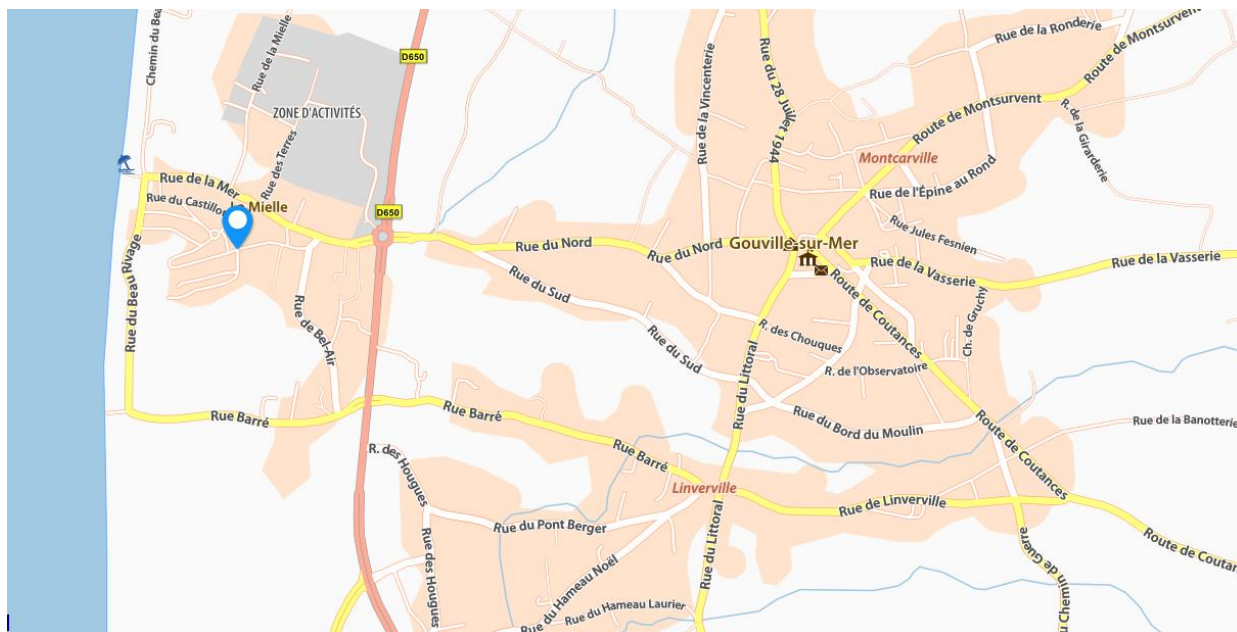 Chemin du Beau
Rue de la Mielle
D650
ZONE D'ACTIVITÉS
Rue des Terres
Rue de la Vincenterie
Rue du 28 Juillet 1944
Rue de la Ronderie
Route de Montsurvent
Route de Montsurvent
R. de la Girarderie
Montcarville
Rue de l'Épine au Rond
Rue de la Mer
Rue du Castillou
La Mielle
D650
Rue Jules Fesnien
Rue du Nord
Rue du Nord
Gouville-sur-Mer
Rue de la Vasserie
Rue de la Vasserie
Rue du Beau Rivage
Rue de Bel-Air
Rue du Sud
Rue du Sud
Route de Coutances
Ch. de Gruchy
R. des Chouques
R. de l'Observatoire
Rue du Littoral
Rue Barré
Rue Barré
Rue Barré
Rue du Bord du Moulin
Route de Coutances
Rue de la Banotterie
R. des Hougues
Linverville
Rue de Linverville
Rue du Pont Berger
Rue du Littoral
Route de Coutan
Rue des Hougues
Rue du Hameau Noël
Rue du Hameau Laurier
u Chemin de Guerre